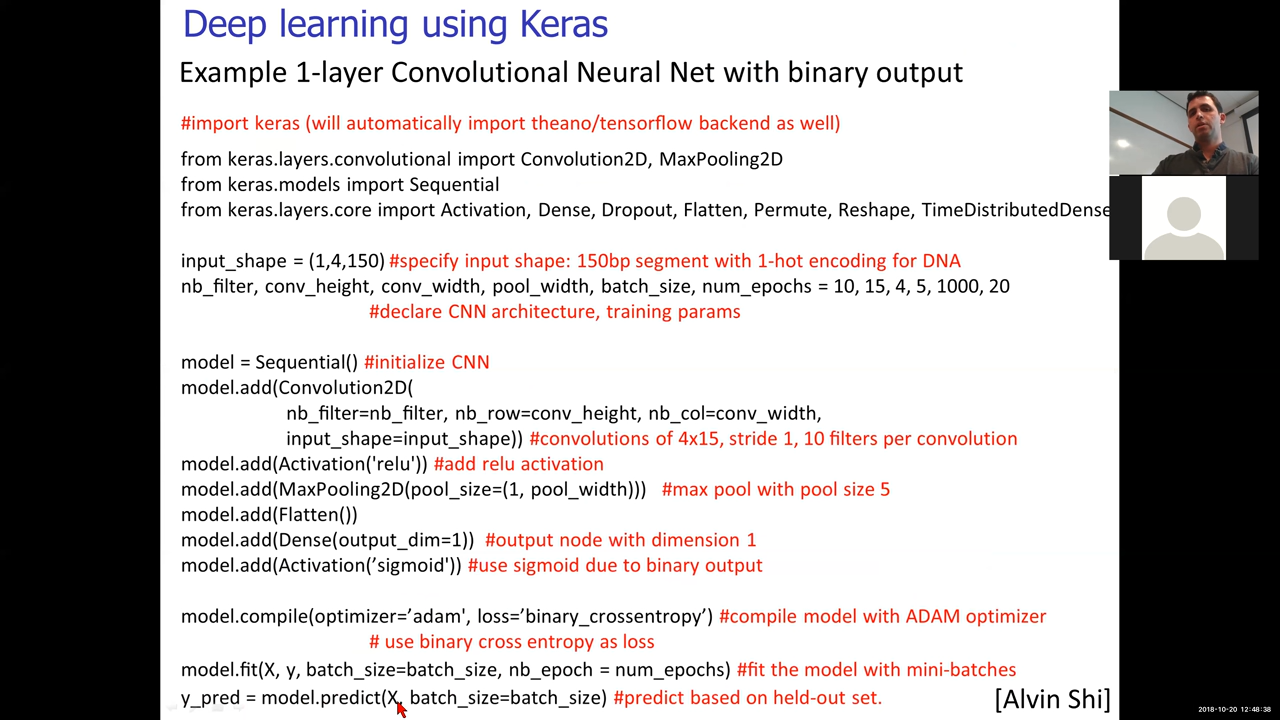 Deep learning using Keras
Example 1-layer Convolutional Neural Net with binary output
#import keras (will automatically import theano/tensorflow backend as well)
from keras.layers.convolutional import Convolution2D, MaxPooling2D
from keras.models import Sequential
from keras.layers.core import Activation, Dense, Dropout, Flatten, Permute, Reshape, TimeDistributedDense
input_shape = (1,4,150) #specify input shape: 150bp segment with 1-hot encoding for DNA
nb_filter, conv_height, conv_width, pool_width, batch_size, num_epochs = 10, 15, 4, 5, 1000, 20
#declare CNN architecture, training params
model = Sequential() #initialize CNN
model.add(Convolution2D(
nb_filter=nb_filter, nb_row=conv_height, nb_col=conv_width,
input_shape=input_shape)) #convolutions of 4x15, stride 1, 10 filters per convolution
model.add(Activation('relu')) #add relu activation
model.add(MaxPooling2D(pool_size=(1, pool_width))) #max pool with pool size 5
model.add(Flatten())
model.add(Dense(output_dim=1)) #output node with dimension 1
model.add(Activation(’sigmoid')) #use sigmoid due to binary output
model.compile(optimizer=’adam', loss=’binary_crossentropy’) #compile model with ADAM optimizer
# use binary cross entropy as loss
model.fit(X, y, batch_size=batch_size, nb_epoch = num_epochs) #fit the model with mini-batches
y_pred = model.predict(X, batch_size=batch_size) #predict based on held-out set.
[Alvin Shi]
2018-10-20 12:48:38